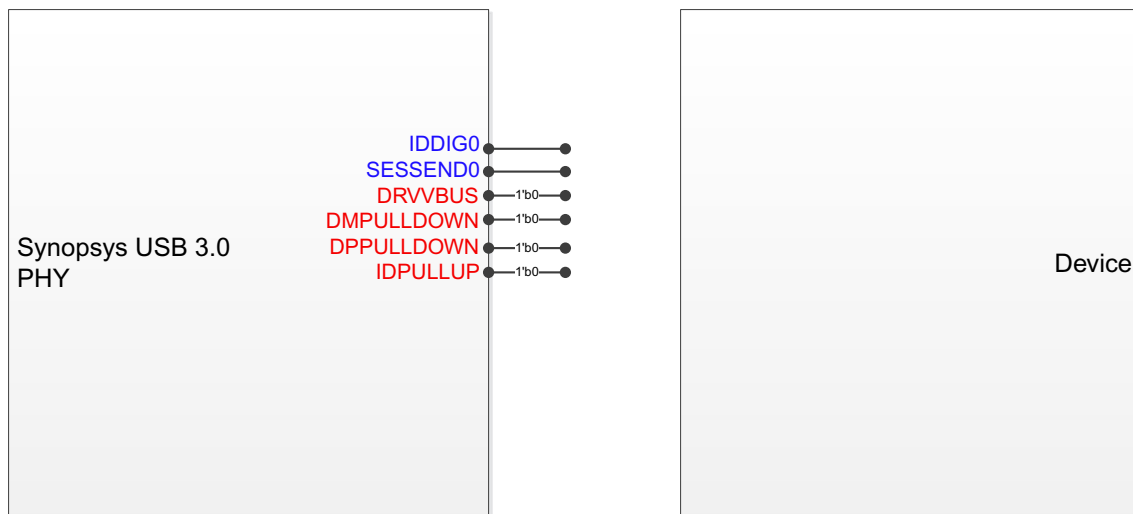 IDDIG0
SESSEND0
DRVVBUS 1'b0
DMPULLDOWN 1'b0
DPPULLDOWN 1'b0
IDPULLUP 1'b0
Synopsys USB 3.0
PHY
Device